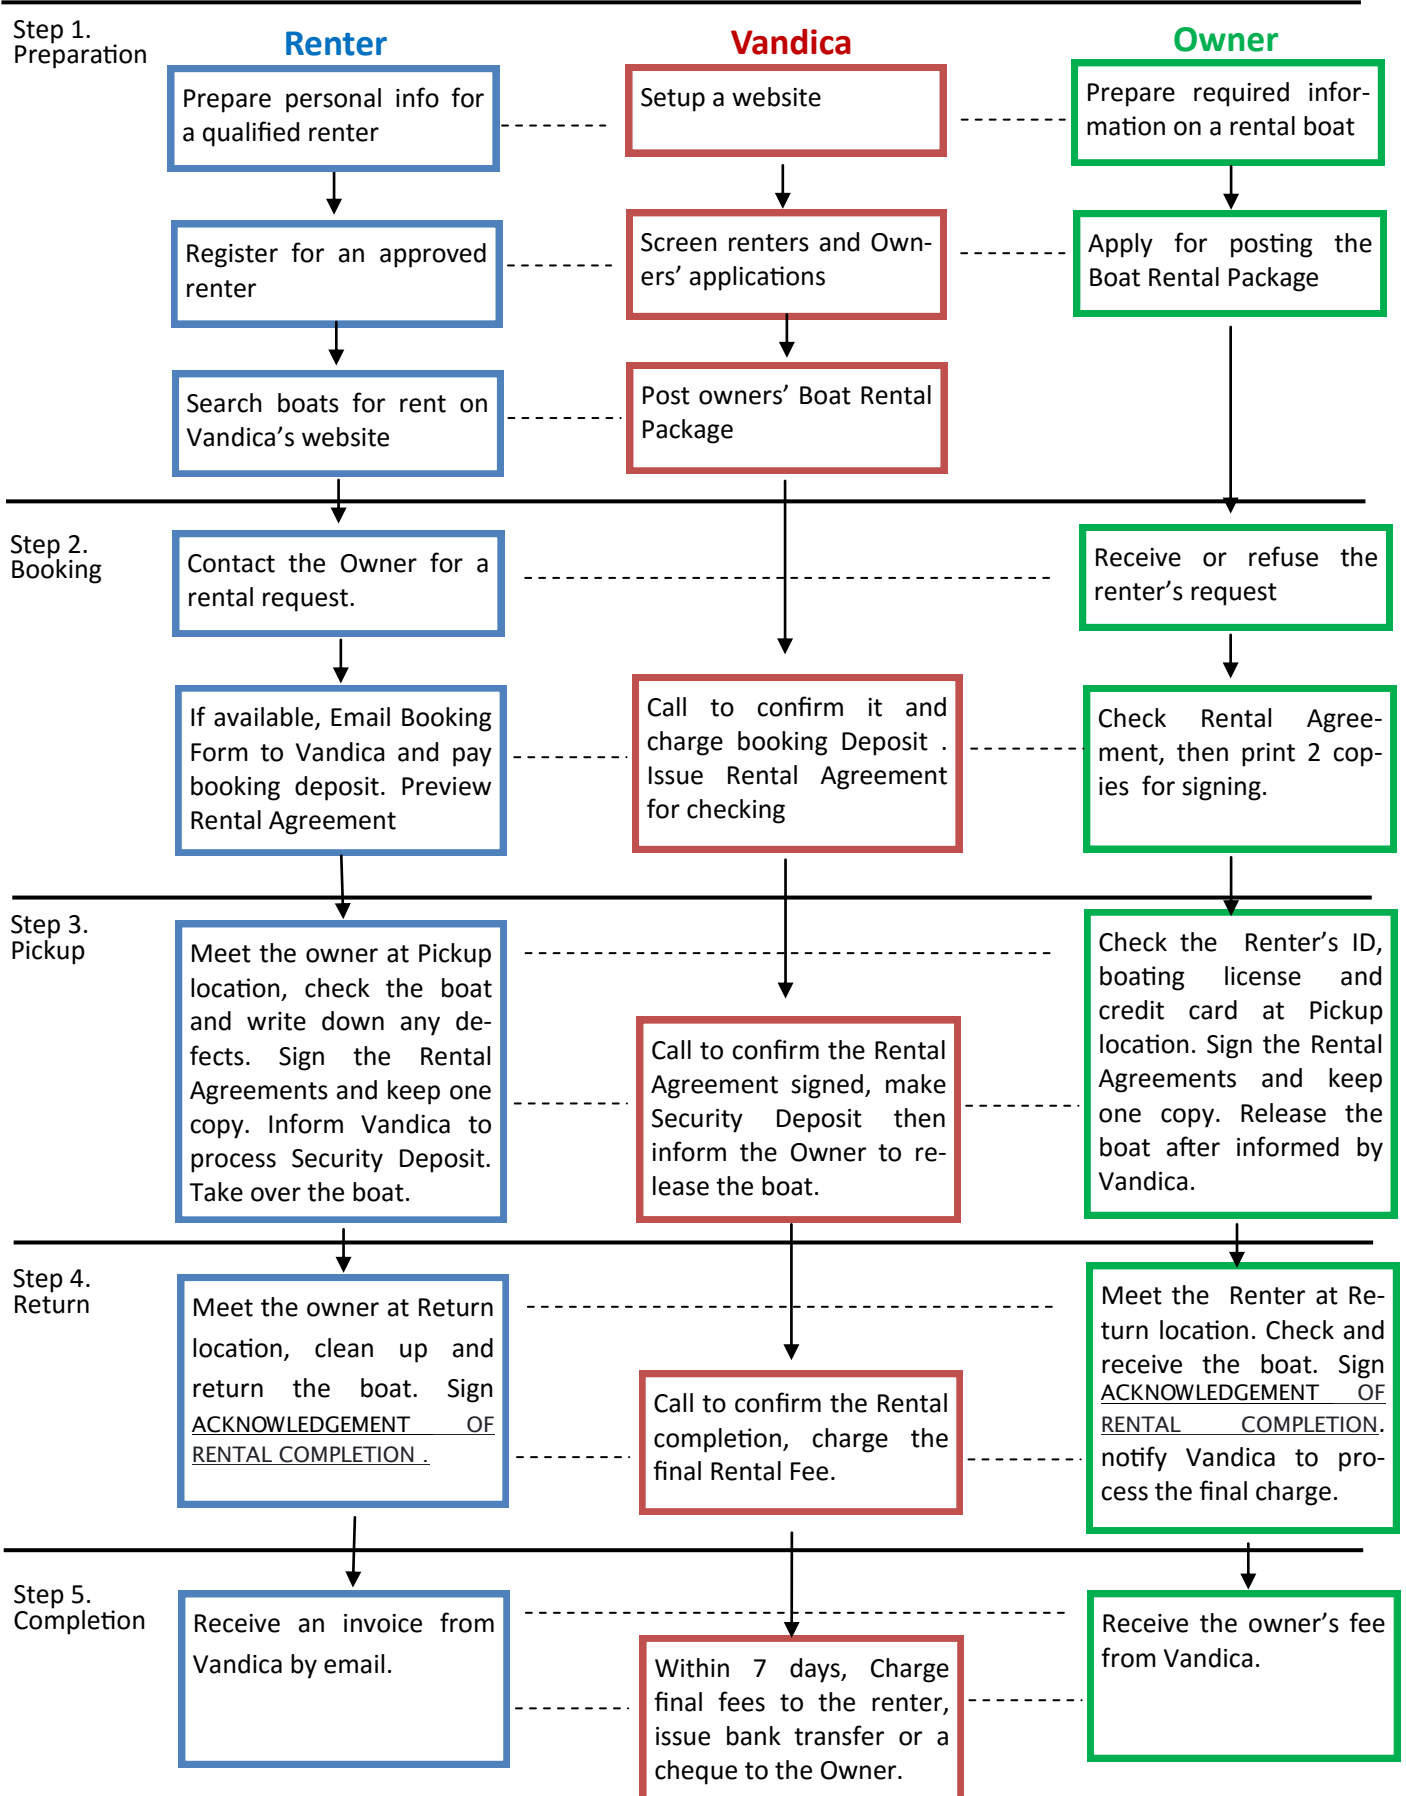 Step 1.
Preparation
Renter
Vandica
Owner
Prepare personal info for
a qualified renter
Setup a website
Prepare required infor-
mation on a rental boat
Register for an approved
renter
Screen renters and Own-
ers’ applications
Apply for posting the
Boat Rental Package
Search boats for rent on
Vandica’s website
Post owners’ Boat Rental
Package
Step 2.
Booking
Contact the Owner for a
rental request.
Receive or refuse the
renter’s request
If available, Email Booking
Form to Vandica and pay
booking deposit. Preview
Rental Agreement
Call to confirm it and
charge booking Deposit .
Issue Rental Agreement
for checking
Check Rental Agree-
ment, then print 2 cop-
ies for signing.
Step 3.
Pickup
Meet the owner at Pickup
location, check the boat
and write down any de-
fects. Sign the Rental
Agreements and keep one
copy. Inform Vandica to
process Security Deposit.
Take over the boat.
Call to confirm the Rental
Agreement signed, make
Security Deposit then
inform the Owner to re-
lease the boat.
Check the Renter’s ID,
boating license and
credit card at Pickup
location. Sign the Rental
Agreements and keep
one copy. Release the
boat after informed by
Vandica.
Step 4.
Return
Meet the owner at Return
location, clean up and
return the boat. Sign
ACKNOWLEDGEMENT OF
RENTAL COMPLETION .
Call to confirm the Rental
completion, charge the
final Rental Fee.
Meet the Renter at Re-
turn location. Check and
receive the boat. Sign
ACKNOWLEDGEMENT OF
RENTAL COMPLETION.
notify Vandica to pro-
cess the final charge.
Step 5.
Completion
Receive an invoice from
Vandica by email.
Within 7 days, Charge
final fees to the renter,
issue bank transfer or a
cheque to the Owner.
Receive the owner’s fee
from Vandica.